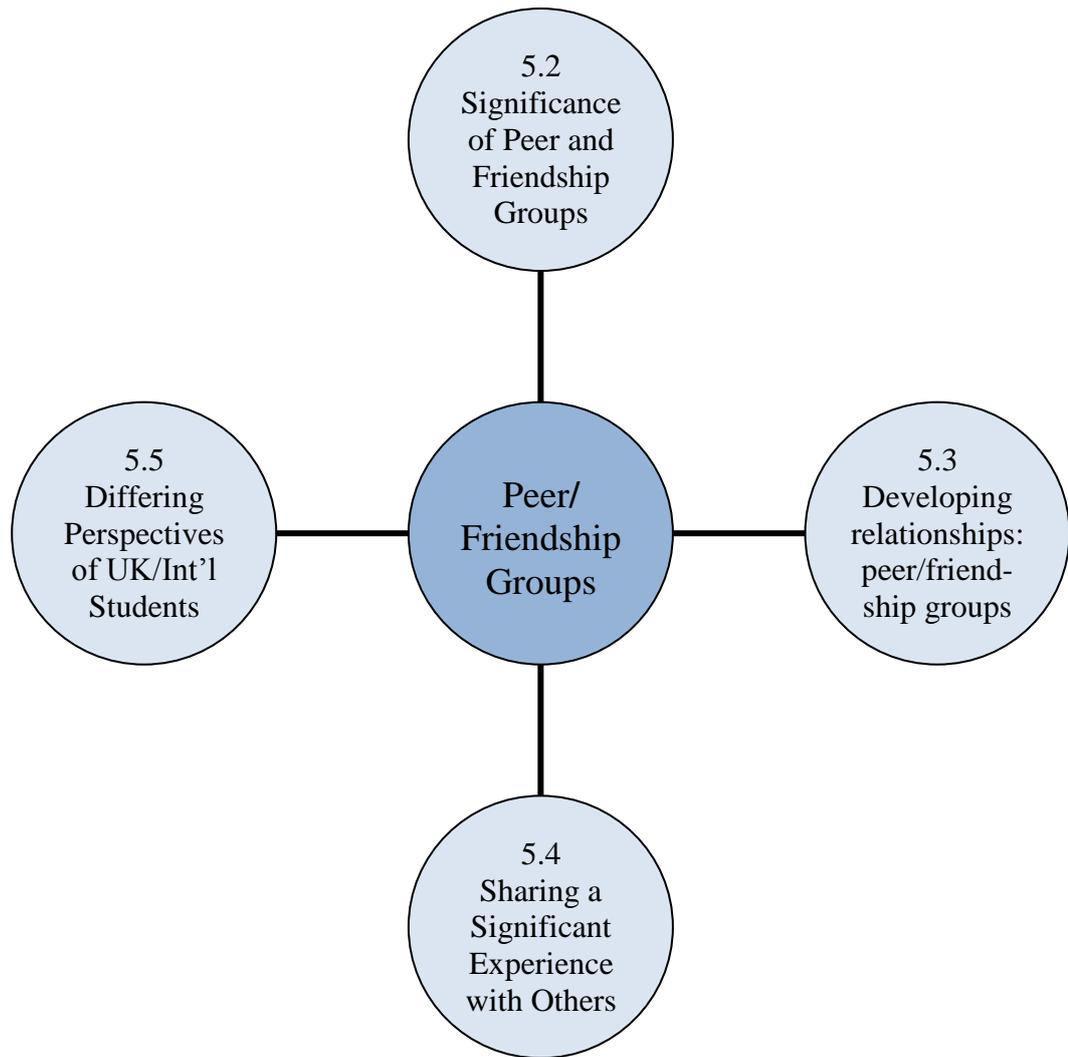 5.2
Significance
of Peer and
Friendship
Groups
5.5
Differing
Perspectives
of UK/Int’l
Students
Peer/
Friendship
Groups
5.3
Developing
relationships:
peer/friend-
ship groups
5.4
Sharing a
Significant
Experience
with Others